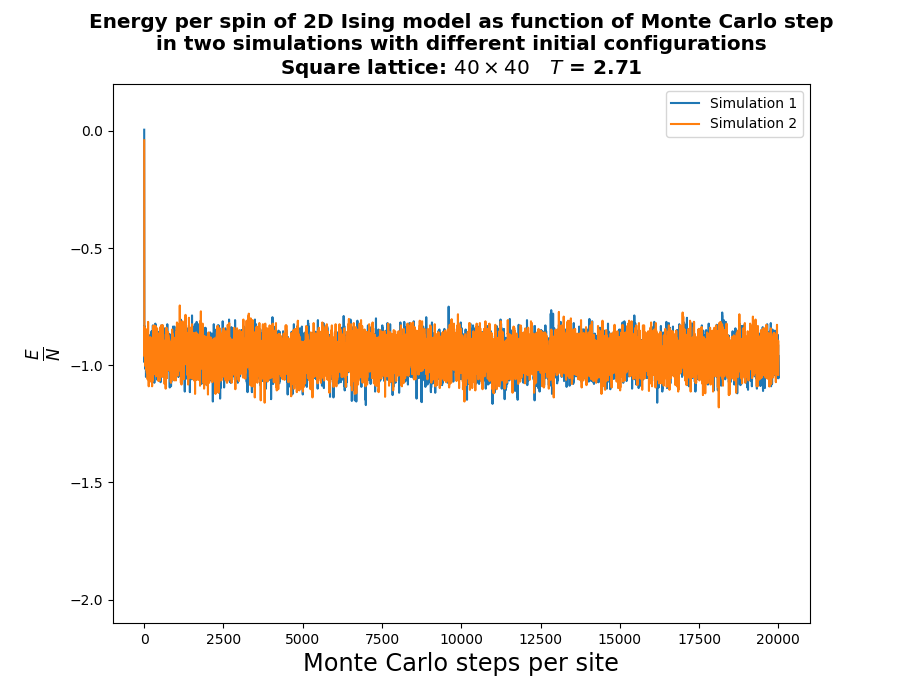 Energy per spin of 2D Ising model as function of Monte Carlo step
in two simulations with different initial configurations
Square lattice: 40 × 40   T = 2.71
Simulation 1
Simulation 2
0.0
−0.5
−1.0
−1.5
−2.0
E
N
0 2500 5000 7500 10000 12500 15000 17500 20000
Monte Carlo steps per site